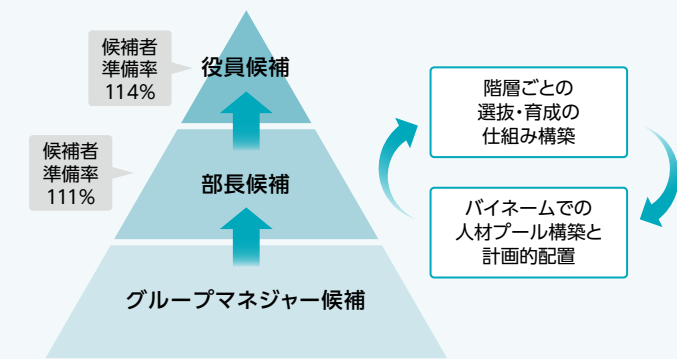 候補者
準備率
114%
役員候補
候補者
準備率
111%
部長候補
グループマネジャー候補
階層ごとの
選抜・育成の
仕組み構築
バイネームでの
人材プール構築と
計画的配置